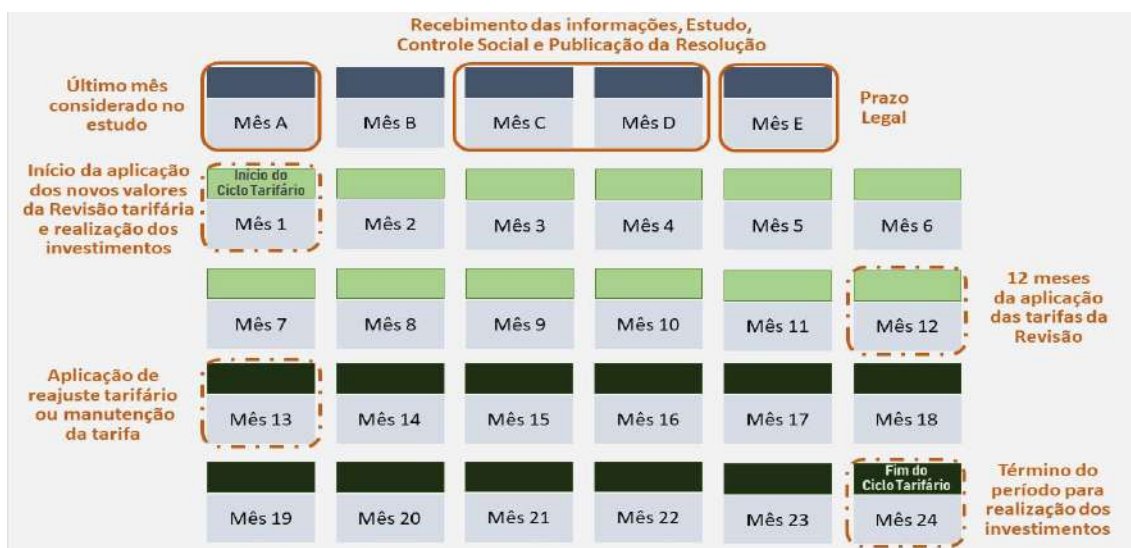 Recebimento das informações, Estudo,
Controle Social e Publicação da Resolução
Último mês
considerado no
estudo
Mês A
Mês B
Mês C
Mês D
Mês E
Prazo
Legal
Início da aplicação
dos novos valores
da Revisão tarifária
e realização dos
investimentos
Início do
Ciclo Tarifário
Mês 1
Mês 2
Mês 3
Mês 4
Mês 5
Mês 6
Mês 7
Mês 8
Mês 9
Mês 10
Mês 11
Mês 12
12 meses
da aplicação
das tarifas da
Revisão
Aplicação de
reajuste tarifário
ou manutenção
da tarifa
Mês 13
Mês 14
Mês 15
Mês 16
Mês 17
Mês 18
Mês 19
Mês 20
Mês 21
Mês 22
Mês 23
Fim do
Ciclo Tarifário
Mês 24
Término do
período para
realização dos
investimentos